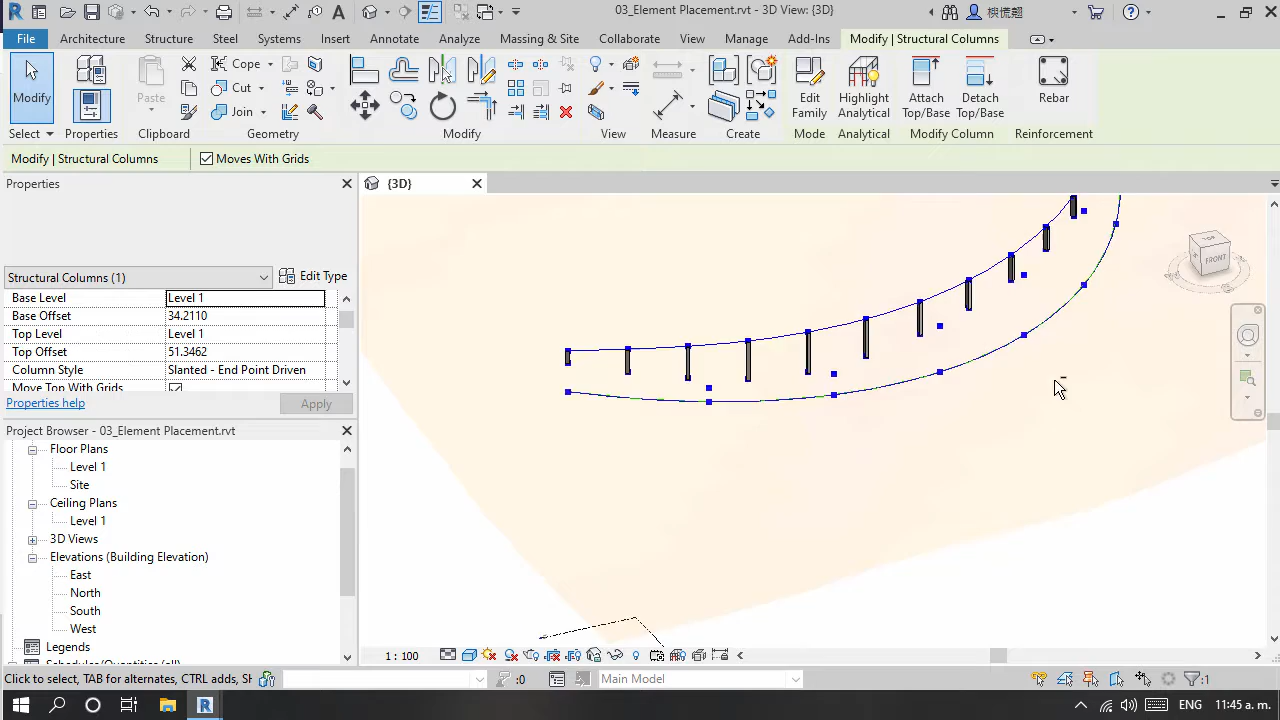 03_Element Placement.rvt - 3D View: {3D}
File Architecture Structure Steel Systems Insert Annotate Analyze Massing & Site Collaborate View Manage Add-Ins Modify | Structural Columns
Modify
Paste
Cope
Cut
Join
Edit Family
Highlight Analytical
Attach Top/Base
Detach Top/Base
Rebar
Select Properties Clipboard Geometry Modify View Measure Create Mode Analytical Modify Column Reinforcement
Modify | Structural Columns Moves With Grids
Properties
{3D}
Structural Columns (1) Edit Type
Base Level Level 1
Base Offset 34.2110
Top Level Level 1
Top Offset 51.3462
Column Style Slanted - End Point Driven
Move Top With Grids
Properties help Apply
TOP
FRONT
Project Browser - 03_Element Placement.rvt
Floor Plans
Level 1
Site
Ceiling Plans
Level 1
3D Views
Elevations (Building Elevation)
East
North
South
West
Legends
Schedules/Quantities (all)
1 : 100
Click to select, TAB for alternates, CTRL adds, SH :0 Main Model :1
ENG 11:45 a. m.